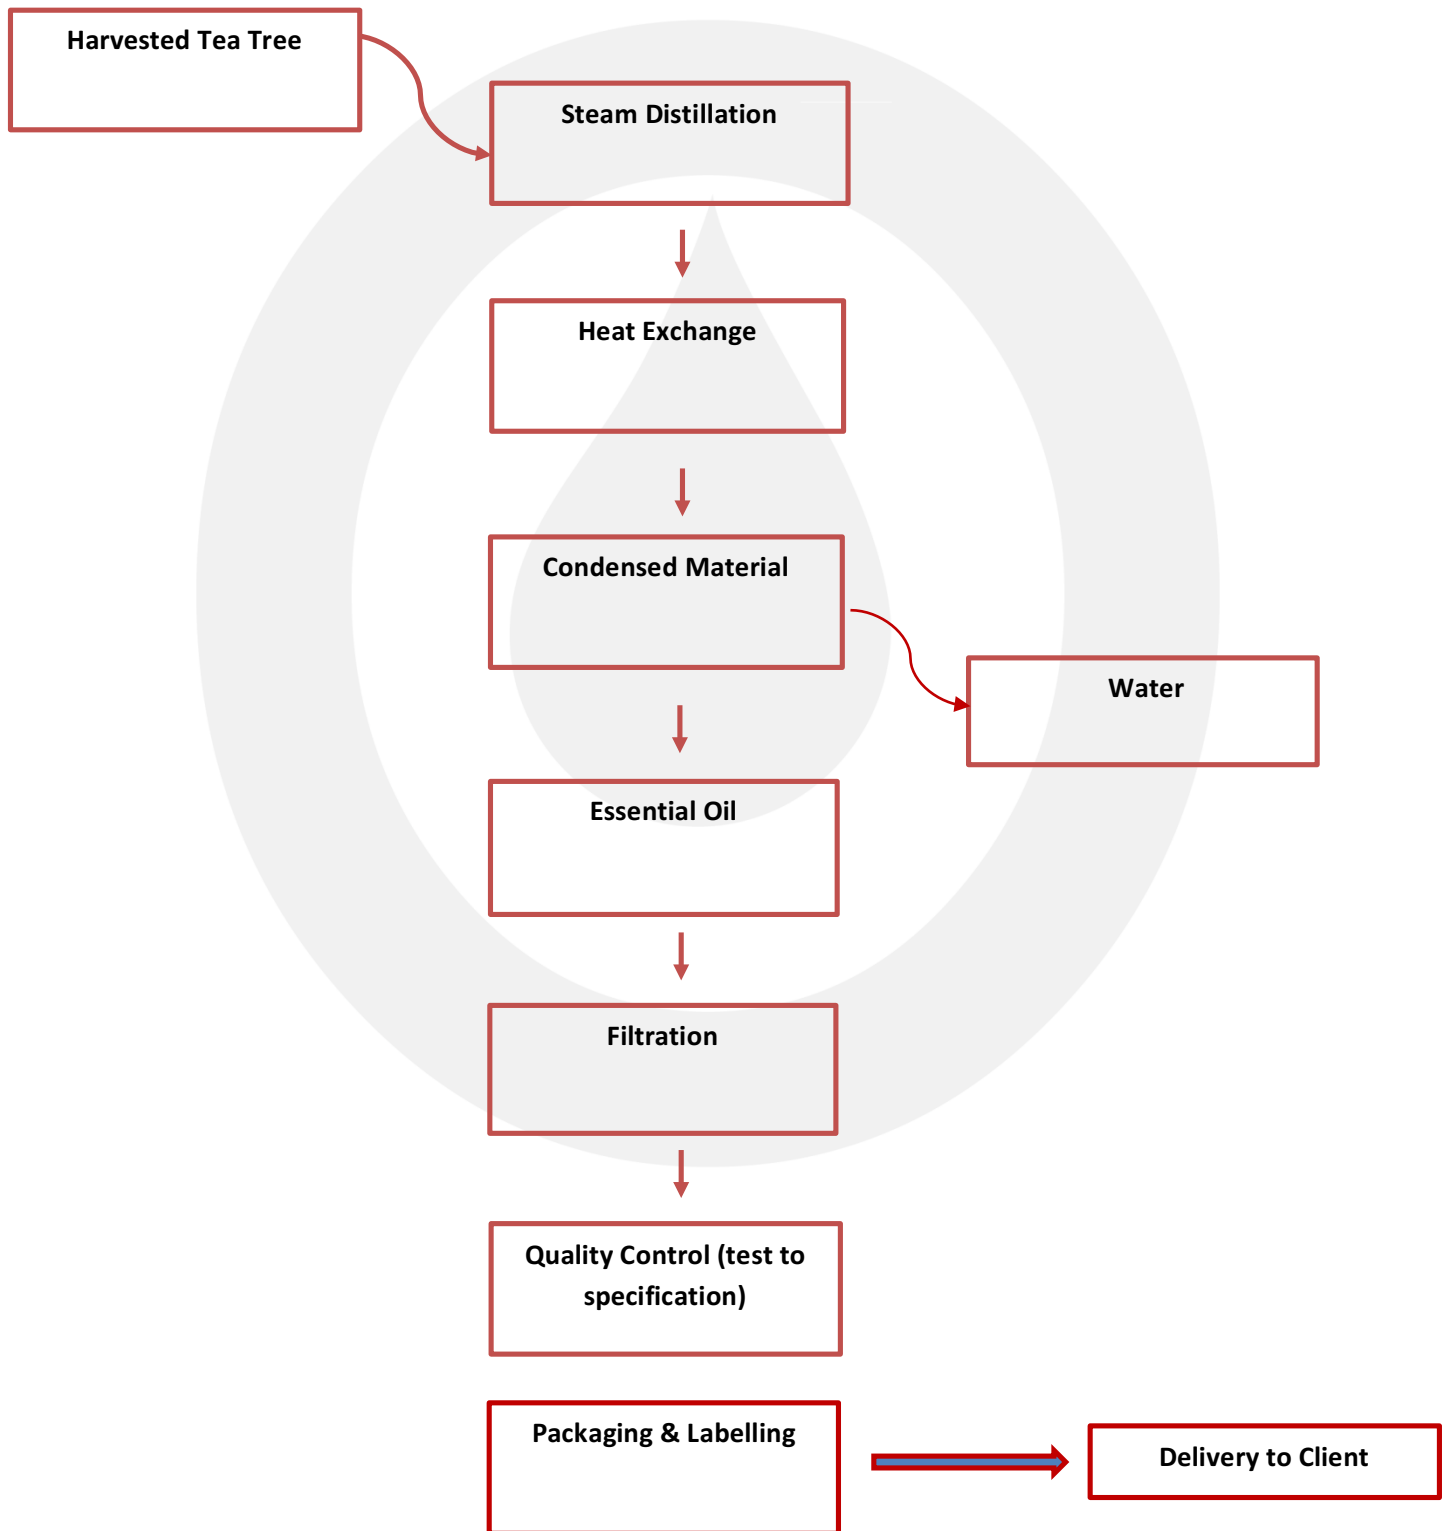 Harvested Tea Tree
Steam Distillation
Heat Exchange
Condensed Material
Water
Essential Oil
Filtration
Quality Control (test to
specification)
Packaging & Labelling
Delivery to Client